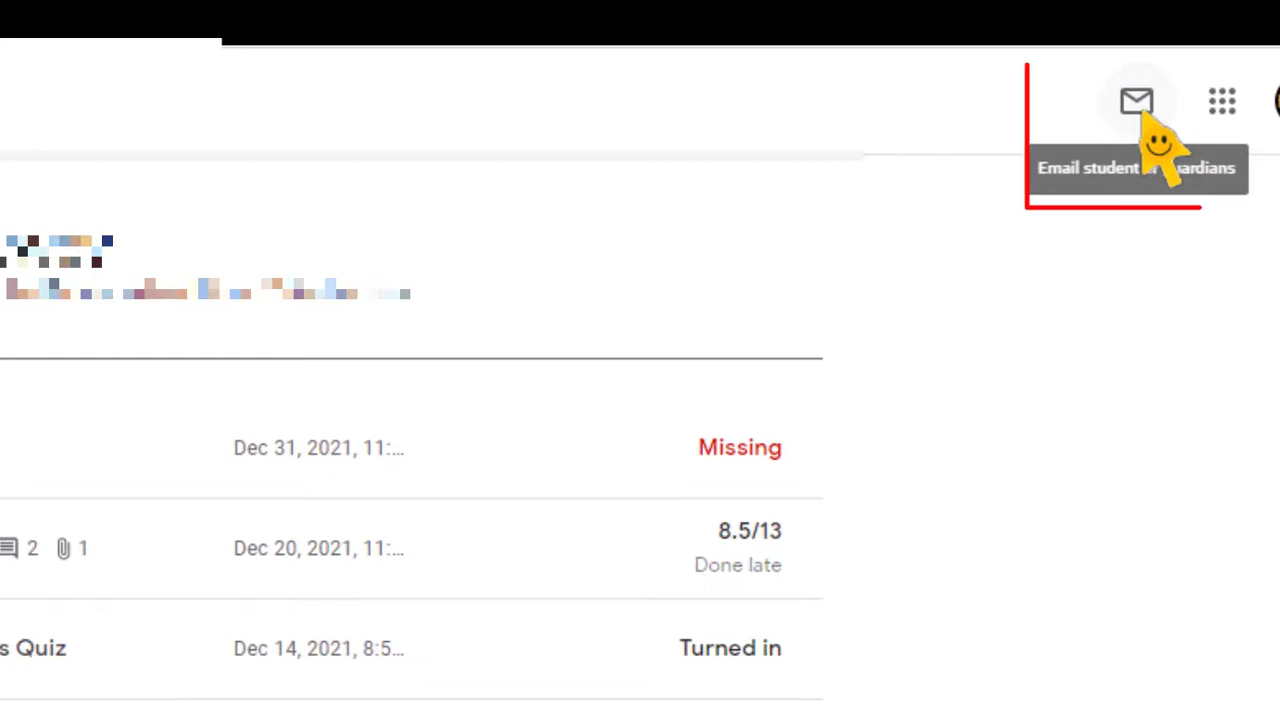 Email student ardians
Dec 31, 2021, 11:...
Missing
8.5/13
2 1
Dec 20, 2021, 11:...
Done late
s Quiz
Dec 14, 2021, 8:5...
Turned in